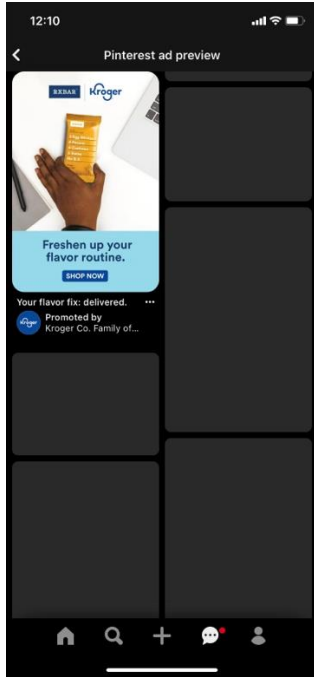 12:10
Pinterest ad preview
RXBAR Kroger
Freshen up your
flavor routine.
SHOP NOW
Your flavor fix: delivered. ...
Kroger
Promoted by
Kroger Co. Family of...